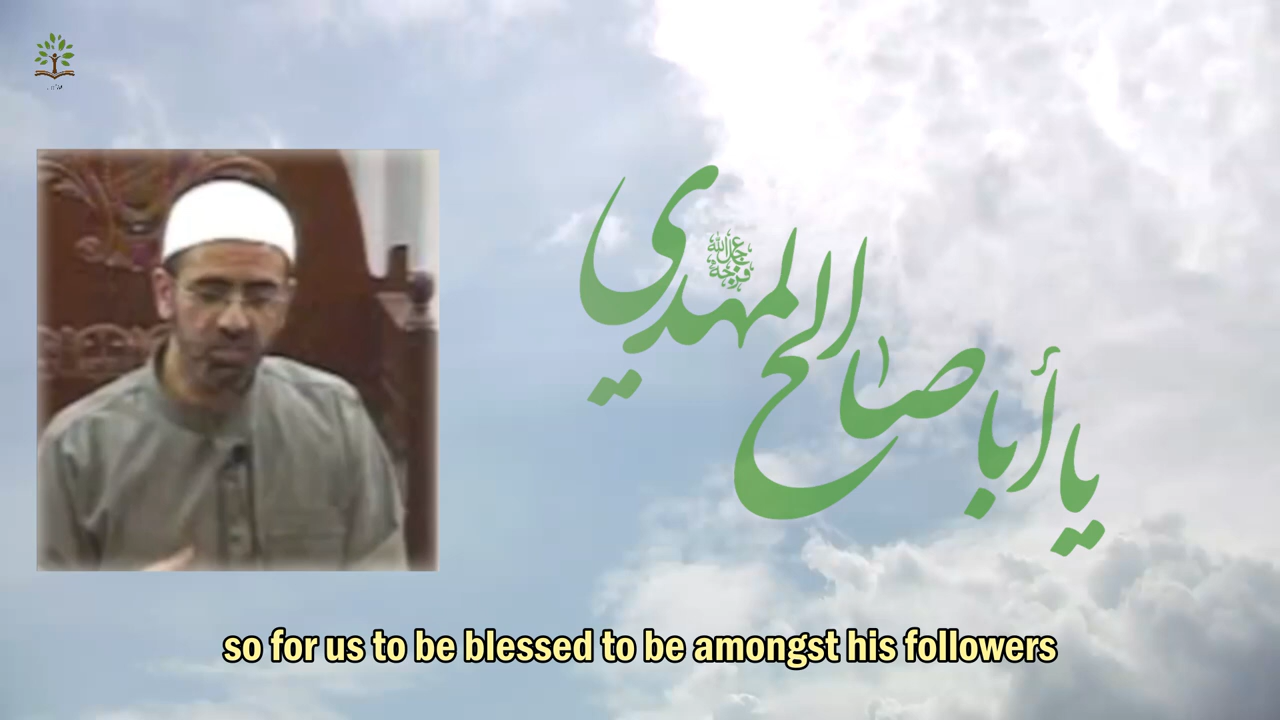 يا أبا صالح المهدي
عجل الله فرجه
so for us to be blessed to be amongst his followers